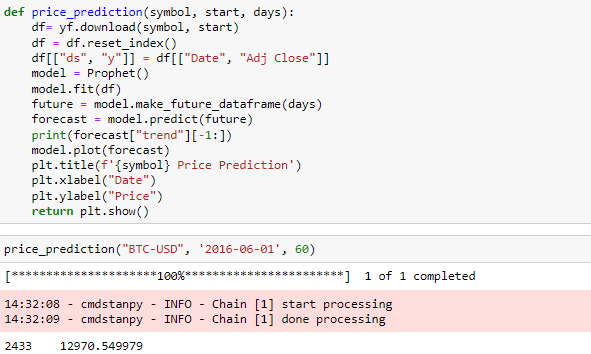 def price_prediction(symbol, start, days):
    df= yf.download(symbol, start)
    df = df.reset_index()
    df[["ds", "y"]] = df[["Date", "Adj Close"]]
    model = Prophet()
    model.fit(df)
    future = model.make_future_dataframe(days)
    forecast = model.predict(future)
    print(forecast["trend"][-1:])
    model.plot(forecast)
    plt.title(f'{symbol} Price Prediction')
    plt.xlabel("Date")
    plt.ylabel("Price")
    return plt.show()
price_prediction("BTC-USD", '2016-06-01', 60)
[*********************100%***********************]  1 of 1 completed
14:32:08 - cmdstanpy - INFO - Chain [1] start processing
14:32:09 - cmdstanpy - INFO - Chain [1] done processing
2433    12970.549979